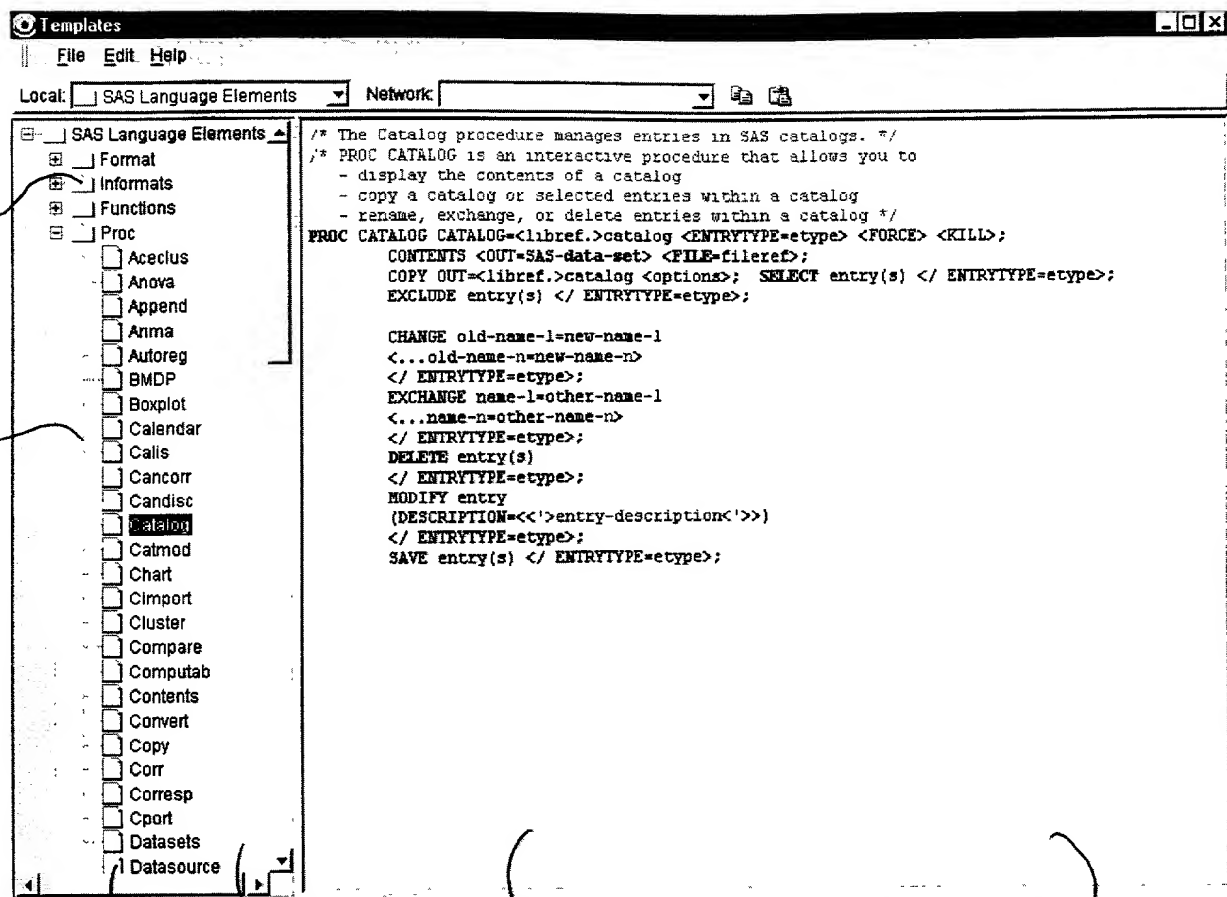 Templates
File Edit Help
Local: SAS Language Elements Network:
SAS Language Elements
Format
Informats
Functions
Proc
Aceclus
Anova
Append
Arima
Autoreg
BMDP
Boxplot
Calendar
Calis
Cancorr
Candisc
Catalog
Catmod
Chart
Cimport
Cluster
Compare
Computab
Contents
Convert
Copy
Corr
Corresp
Cport
Datasets
Datasource
/* The Catalog procedure manages entries in SAS catalogs. */
/* PROC CATALOG is an interactive procedure that allows you to
- display the contents of a catalog
- copy a catalog or selected entries within a catalog
- rename, exchange, or delete entries within a catalog */
PROC CATALOG CATALOG=<libref.>catalog <ENTRYTYPE=etype> <FORCE> <KILL>;
CONTENTS <OUT=SAS-data-set> <FILE=fileref>;
COPY OUT=<libref.>catalog <options>; SELECT entry(s) </ ENTRYTYPE=etype>;
EXCLUDE entry(s) </ ENTRYTYPE=etype>;
CHANGE old-name-1=new-name-1
<...old-name-n=new-name-n>
</ ENTRYTYPE=etype>;
EXCHANGE name-1=other-name-1
<...name-n=other-name-n>
</ ENTRYTYPE=etype>;
DELETE entry(s)
</ ENTRYTYPE=etype>;
MODIFY entry
(DESCRIPTION=<<'>entry-description<'>>)
</ ENTRYTYPE=etype>;
SAVE entry(s) </ ENTRYTYPE=etype>;